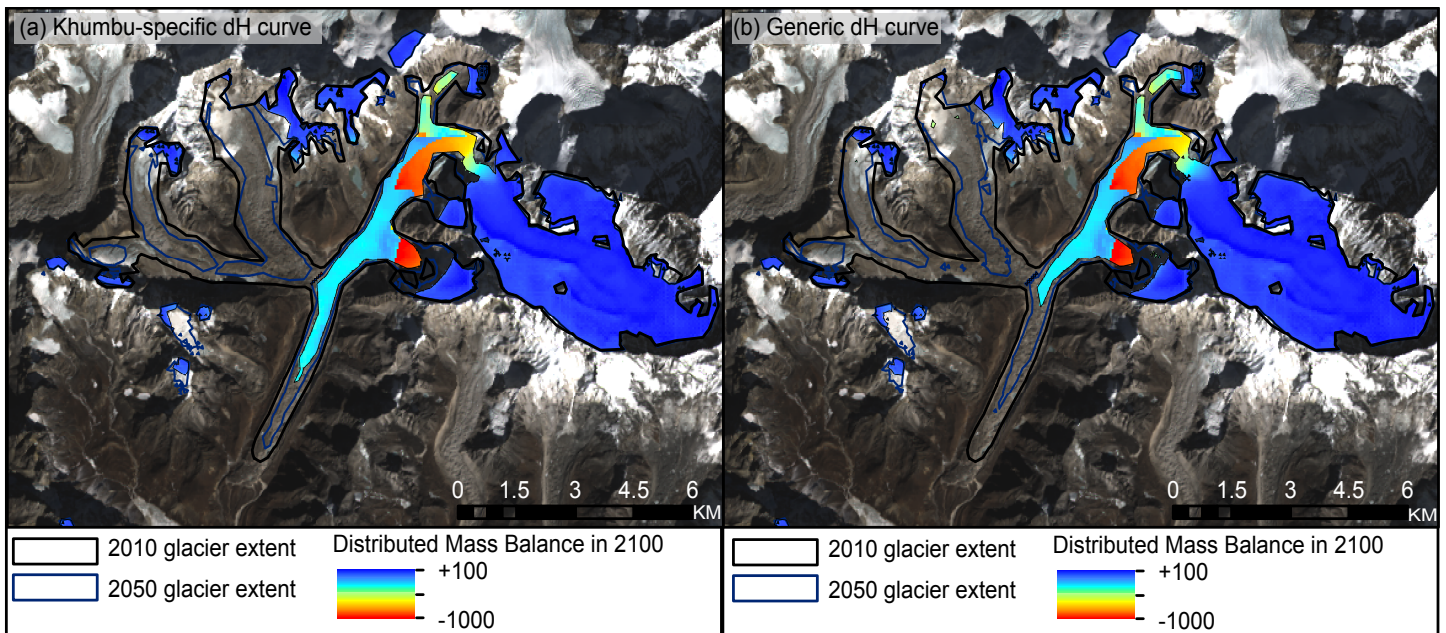 (a) Khumbu-specific dH curve
0 1.5 3 4.5 6
KM
2010 glacier extent
2050 glacier extent
Distributed Mass Balance in 2100
+100
-1000
(b) Generic dH curve
0 1.5 3 4.5 6
KM
2010 glacier extent
2050 glacier extent
Distributed Mass Balance in 2100
+100
-1000